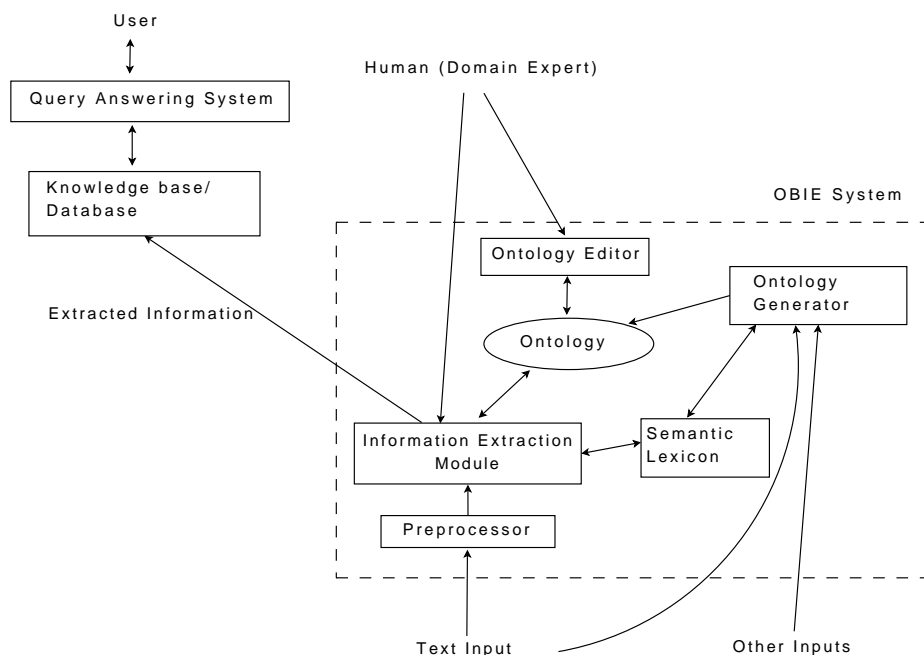 User
Human (Domain Expert)
Query Answering System
Knowledge base/
Database
OBIE System
Ontology Editor
Ontology
Generator
Extracted Information
Ontology
Information Extraction
Module
Semantic
Lexicon
Preprocessor
Text Input
Other Inputs